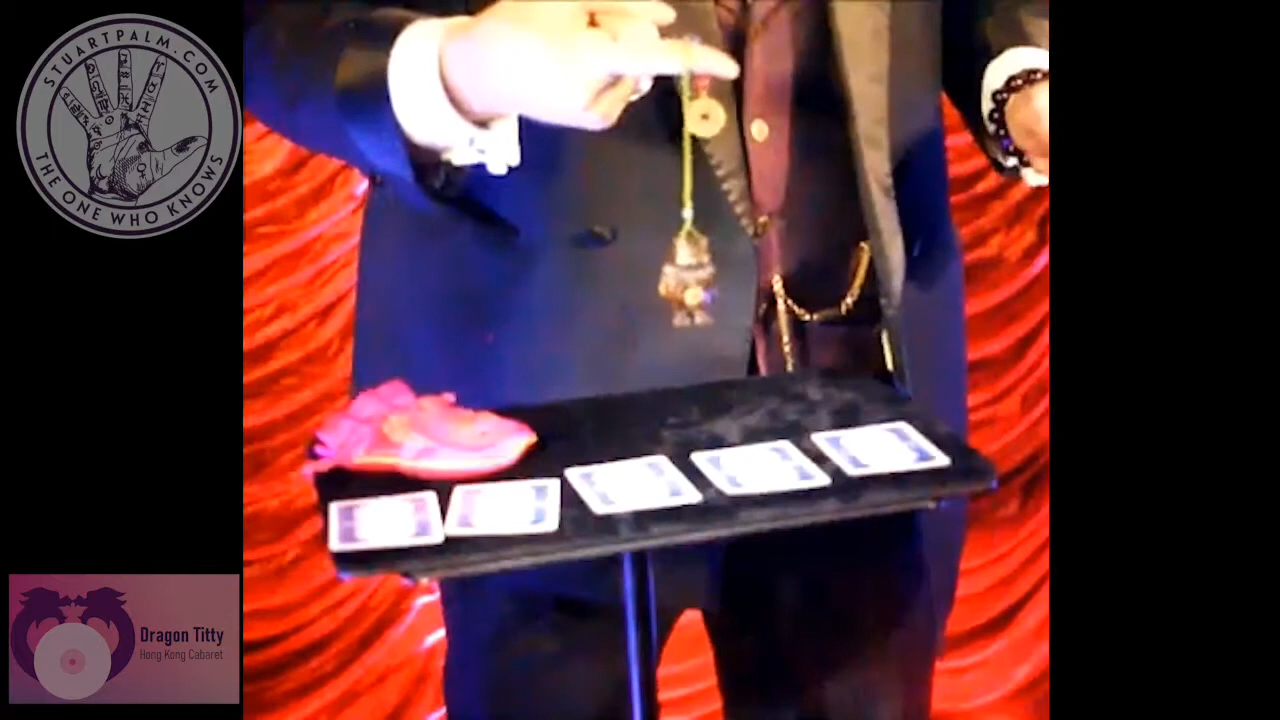 STUARTPALM.COM
THE ONE WHO KNOWS
Dragon Titty
Hong Kong Cabaret